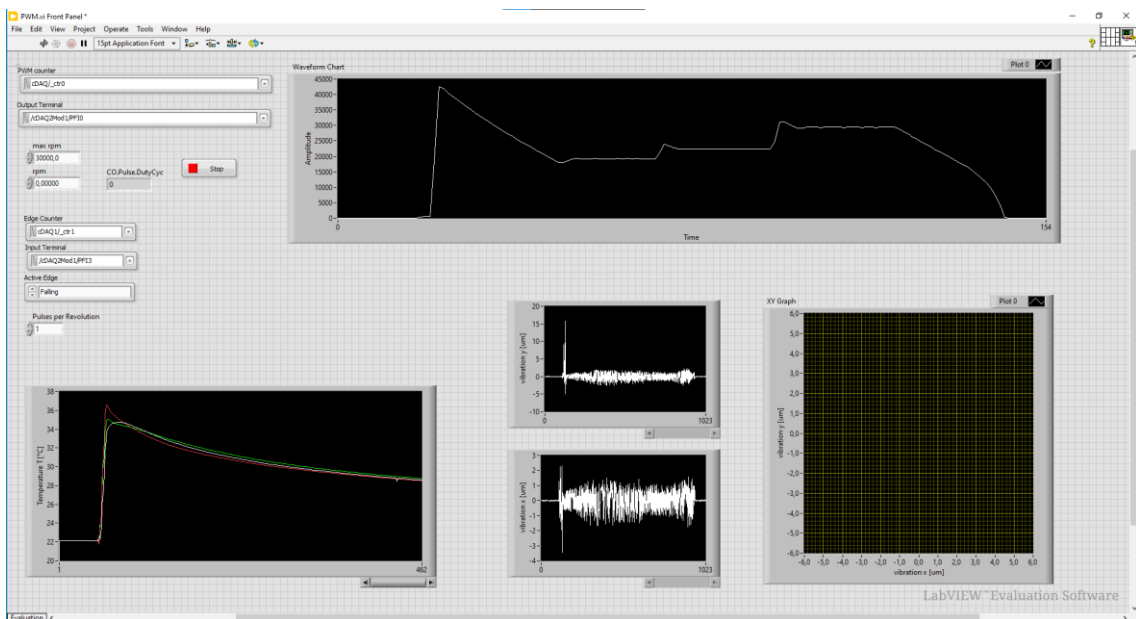 PWM.vi Front Panel *
File Edit View Project Operate Tools Window Help
15pt Application Font
PWM counter
cDAQ/_ctr0
Output Terminal
/cDAQ2Mod1/PFI0
max rpm
30000,0
rpm
0,00000
CO.Pulse.DutyCyc
0
Stop
Edge Counter
cDAQ1/_ctr1
Input Terminal
/cDAQ2Mod1/PFI3
Active Edge
Falling
Pulses per Revolution
1
Waveform Chart
Plot 0
Amplitude
45000
40000
35000
30000
25000
20000
15000
10000
5000
0
0
154
Time
Temperature T [°C]
38
36
34
32
30
28
26
24
22
20
1
462
vibration y [um]
20
15
10
5
0
-5
-10
0
1023
vibration x [um]
3
2
1
0
-1
-2
-3
-4
0
1023
XY Graph
Plot 0
vibration y [um]
6,0
5,0
4,0
3,0
2,0
1,0
0,0
-1,0
-2,0
-3,0
-4,0
-5,0
-6,0
-6,0 -5,0 -4,0 -3,0 -2,0 -1,0 0,0 1,0 2,0 3,0 4,0 5,0 6,0
vibration x [um]
LabVIEW™ Evaluation Software
Evaluation